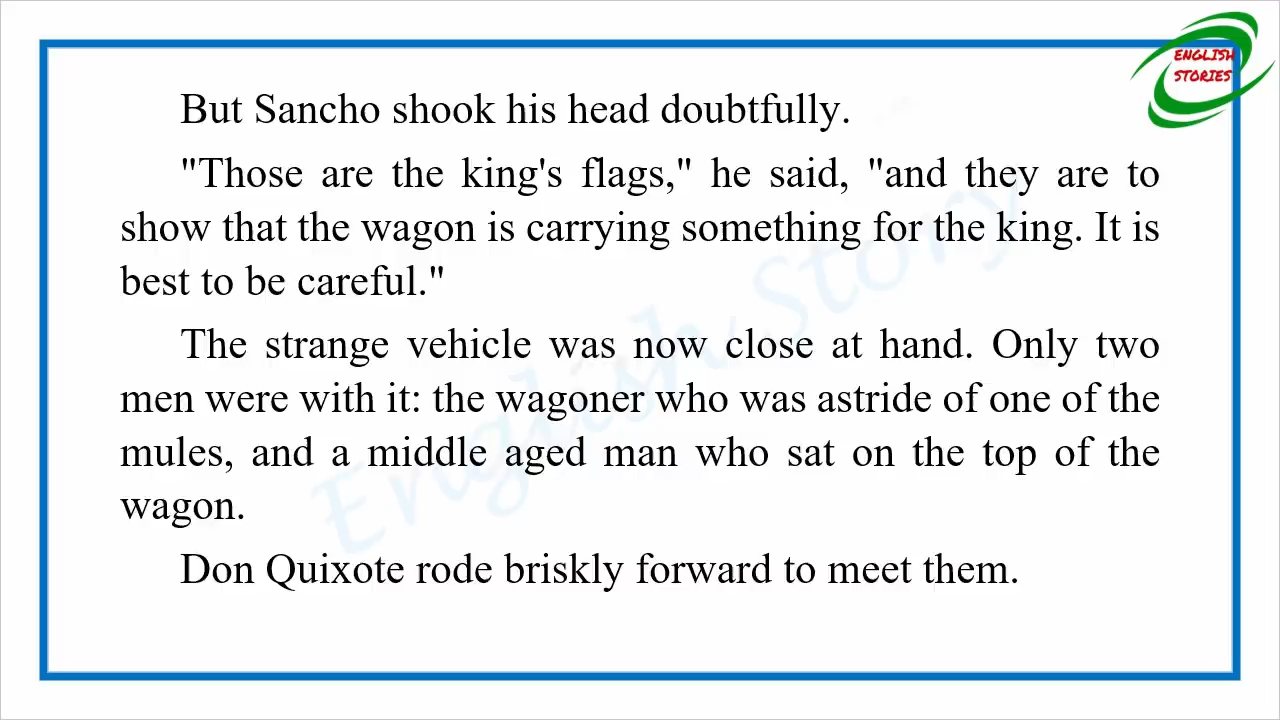 ENGLISH
STORIES
But Sancho shook his head doubtfully.
"Those are the king's flags," he said, "and they are to
show that the wagon is carrying something for the king. It is
best to be careful."
The strange vehicle was now close at hand. Only two
men were with it: the wagoner who was astride of one of the
mules, and a middle aged man who sat on the top of the
wagon.
Don Quixote rode briskly forward to meet them.
English Story